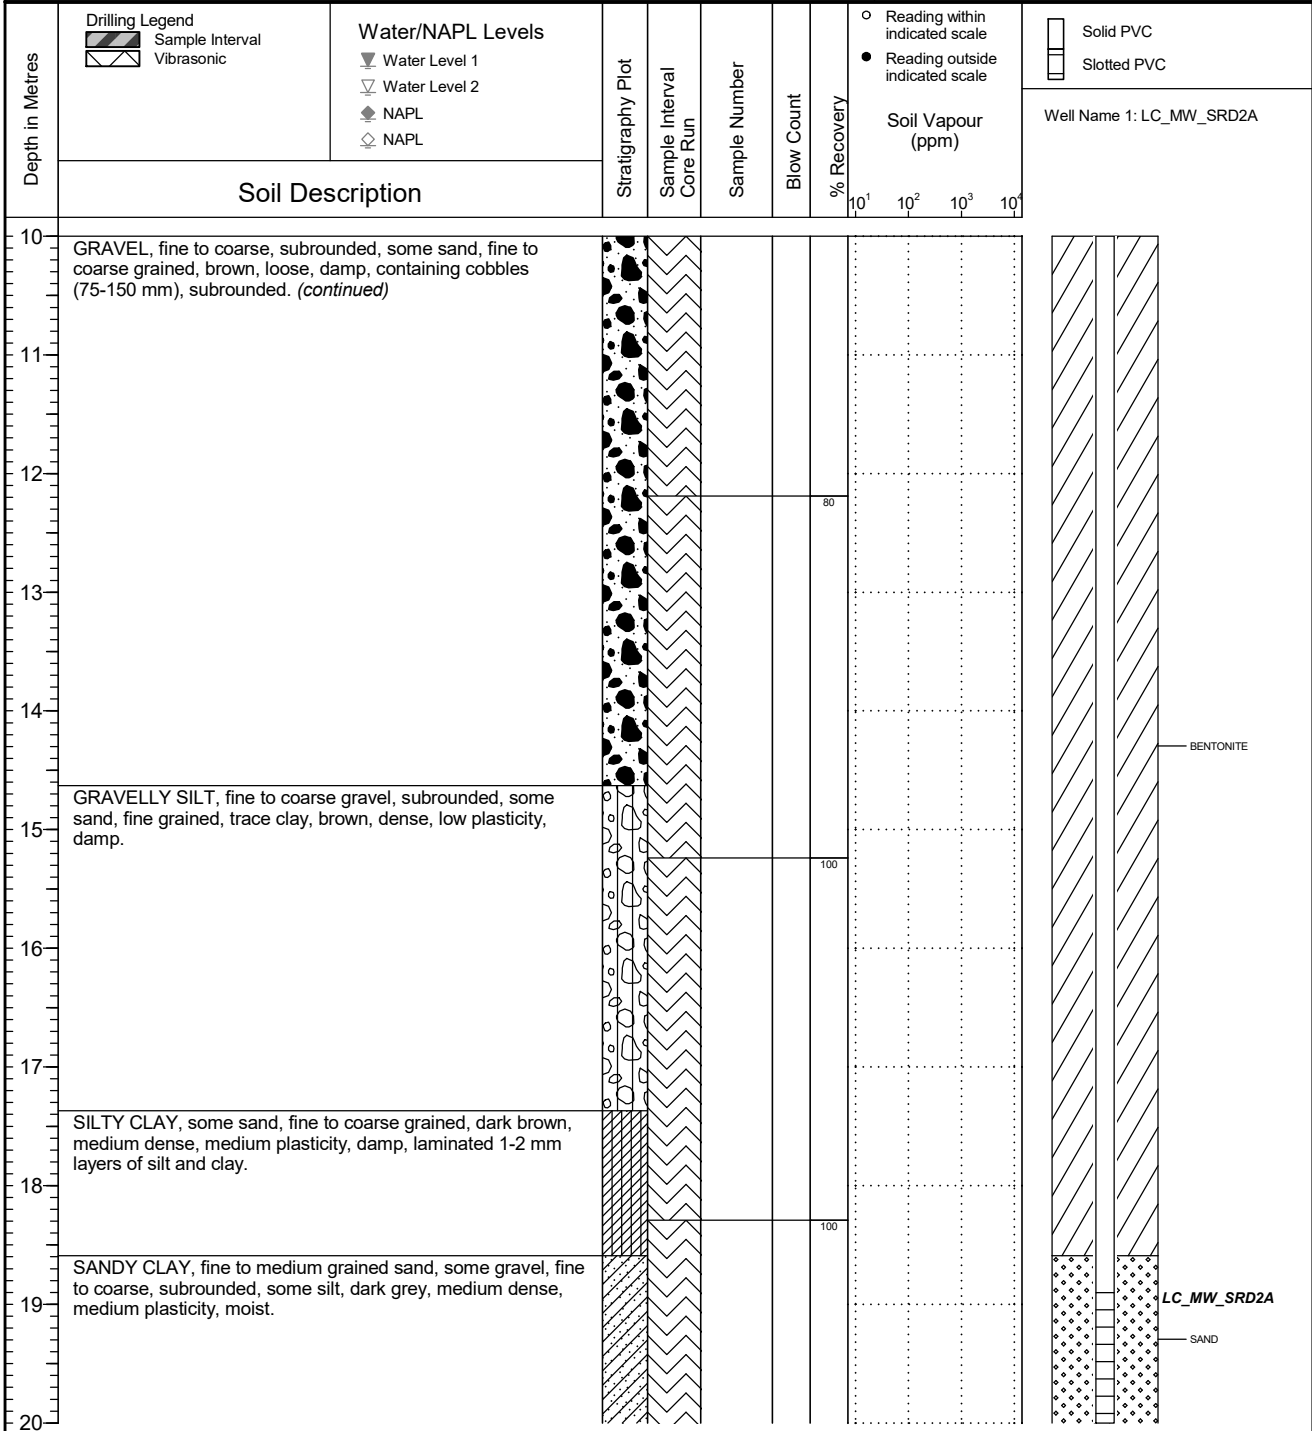 Depth in Metres
Drilling Legend
Sample Interval
Vibrasonic
Water/NAPL Levels
Water Level 1
Water Level 2
NAPL
NAPL
Soil Description
Stratigraphy Plot
Sample Interval
Core Run
Sample Number
Blow Count
% Recovery
Reading within
indicated scale
Reading outside
indicated scale
Soil Vapour
(ppm)
10¹ 10² 10³ 10⁴
Solid PVC
Slotted PVC
Well Name 1: LC_MW_SRD2A
10
GRAVEL, fine to coarse, subrounded, some sand, fine to
coarse grained, brown, loose, damp, containing cobbles
(75-150 mm), subrounded. (continued)
11
12
80
13
14
BENTONITE
GRAVELLY SILT, fine to coarse gravel, subrounded, some
sand, fine grained, trace clay, brown, dense, low plasticity,
damp.
15
100
16
17
SILTY CLAY, some sand, fine to coarse grained, dark brown,
medium dense, medium plasticity, damp, laminated 1-2 mm
layers of silt and clay.
18
100
SANDY CLAY, fine to medium grained sand, some gravel, fine
to coarse, subrounded, some silt, dark grey, medium dense,
medium plasticity, moist.
19
LC_MW_SRD2A
SAND
20